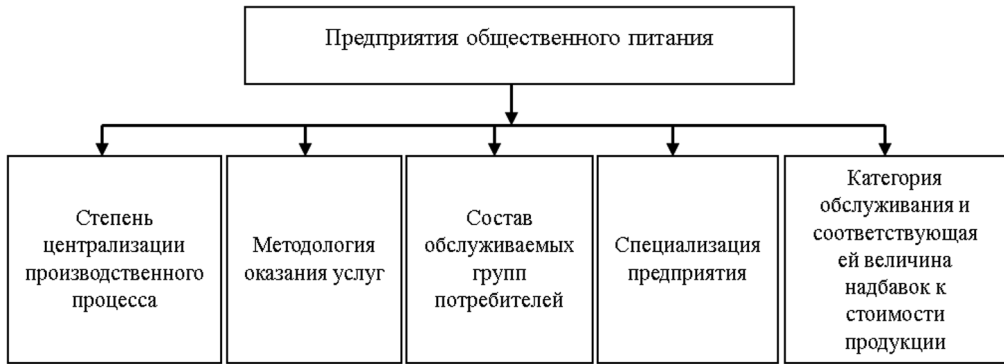 Предприятия общественного питания
Степень
централизации
производственного
процесса
Методология
оказания услуг
Состав
обслуживаемых
групп
потребителей
Специализация
предприятия
Категория
обслуживания и
соответствующая
ей величина
надбавок к
стоимости
продукции